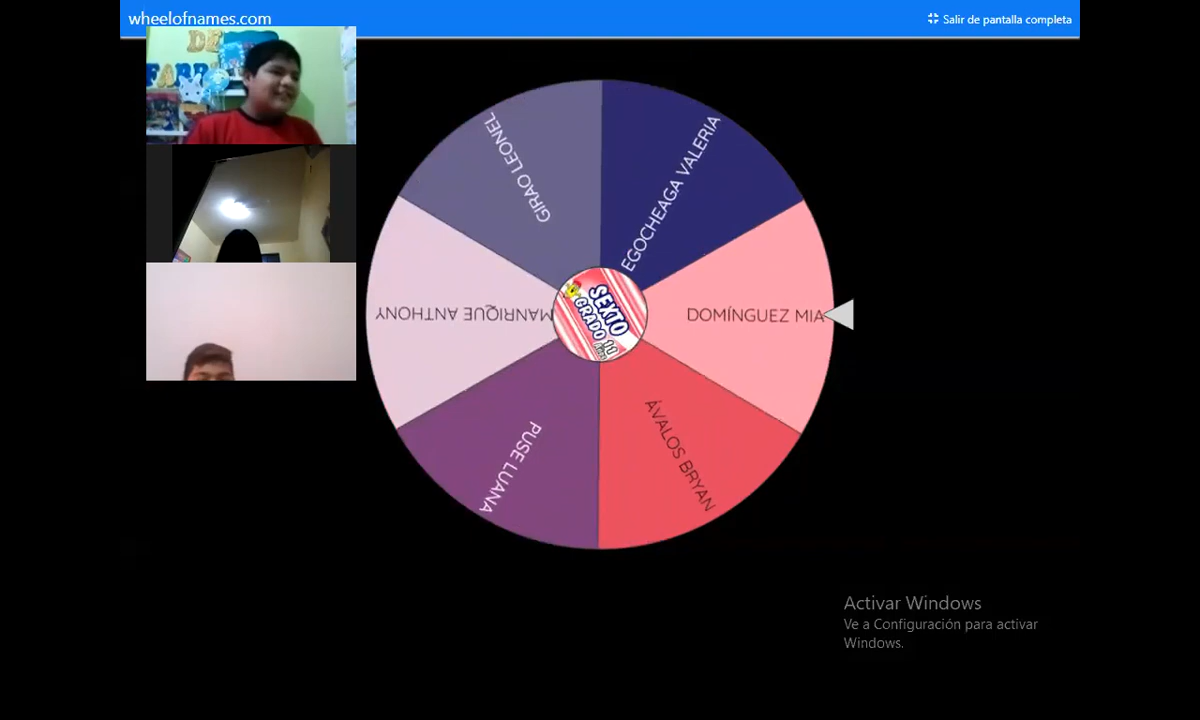 wheelofnames.com
Salir de pantalla completa
GIRAO LEONEL
EGOCHEAGA VALERIA
MANRIQUE ANTHONY
SEXTO
GRADO 11
DOMÍNGUEZ MIA
PUSE LUANA
ÁVALOS BRYAN
Activar Windows
Ve a Configuración para activar
Windows.